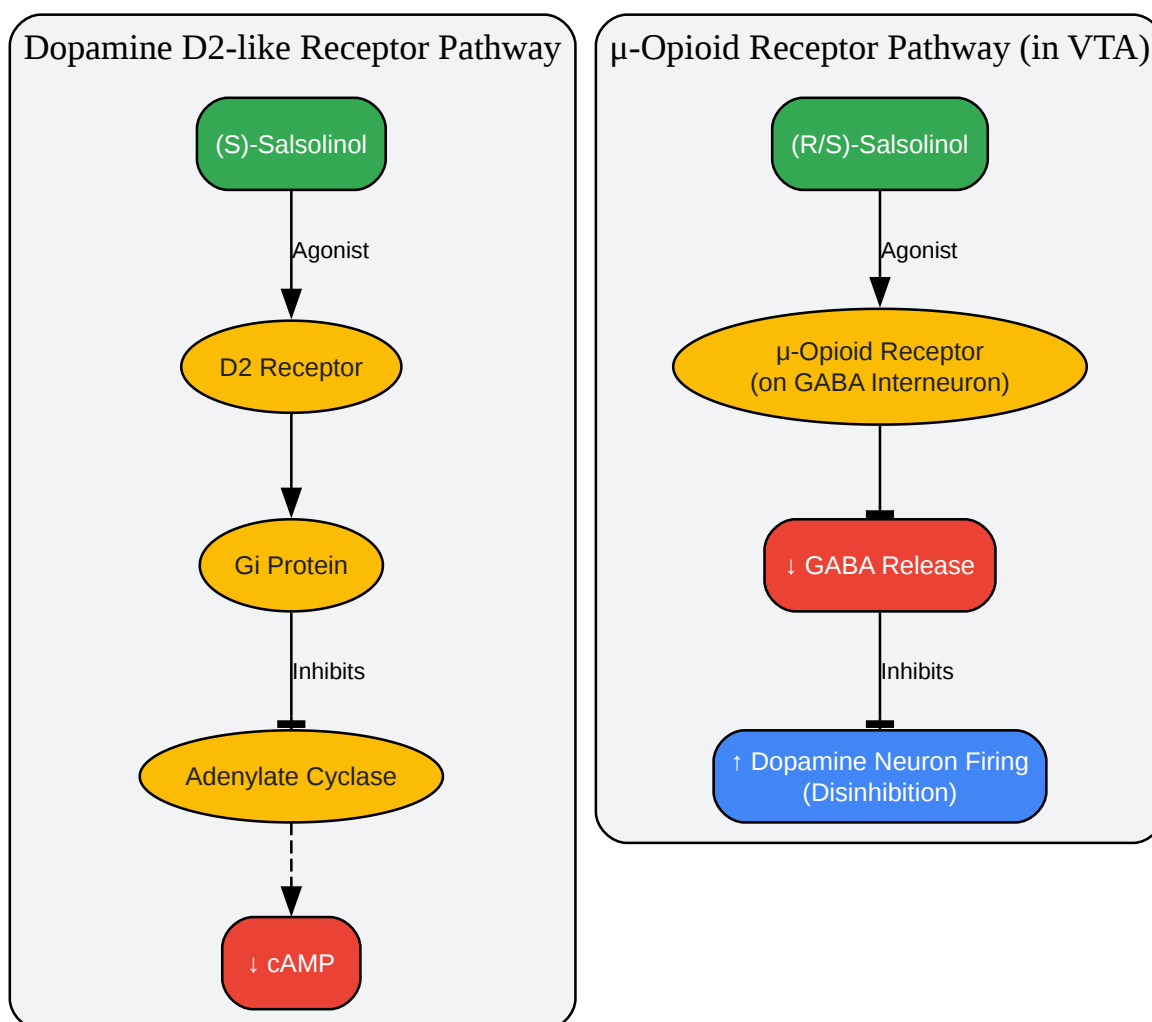 Dopamine D2-like Receptor Pathway
(S)-Salsolinol
Agonist
D2 Receptor
Gi Protein
Inhibits
Adenylate Cyclase
↓ cAMP
μ-Opioid Receptor Pathway (in VTA)
(R/S)-Salsolinol
Agonist
μ-Opioid Receptor
(on GABA Interneuron)
↓ GABA Release
Inhibits
↑ Dopamine Neuron Firing
(Disinhibition)